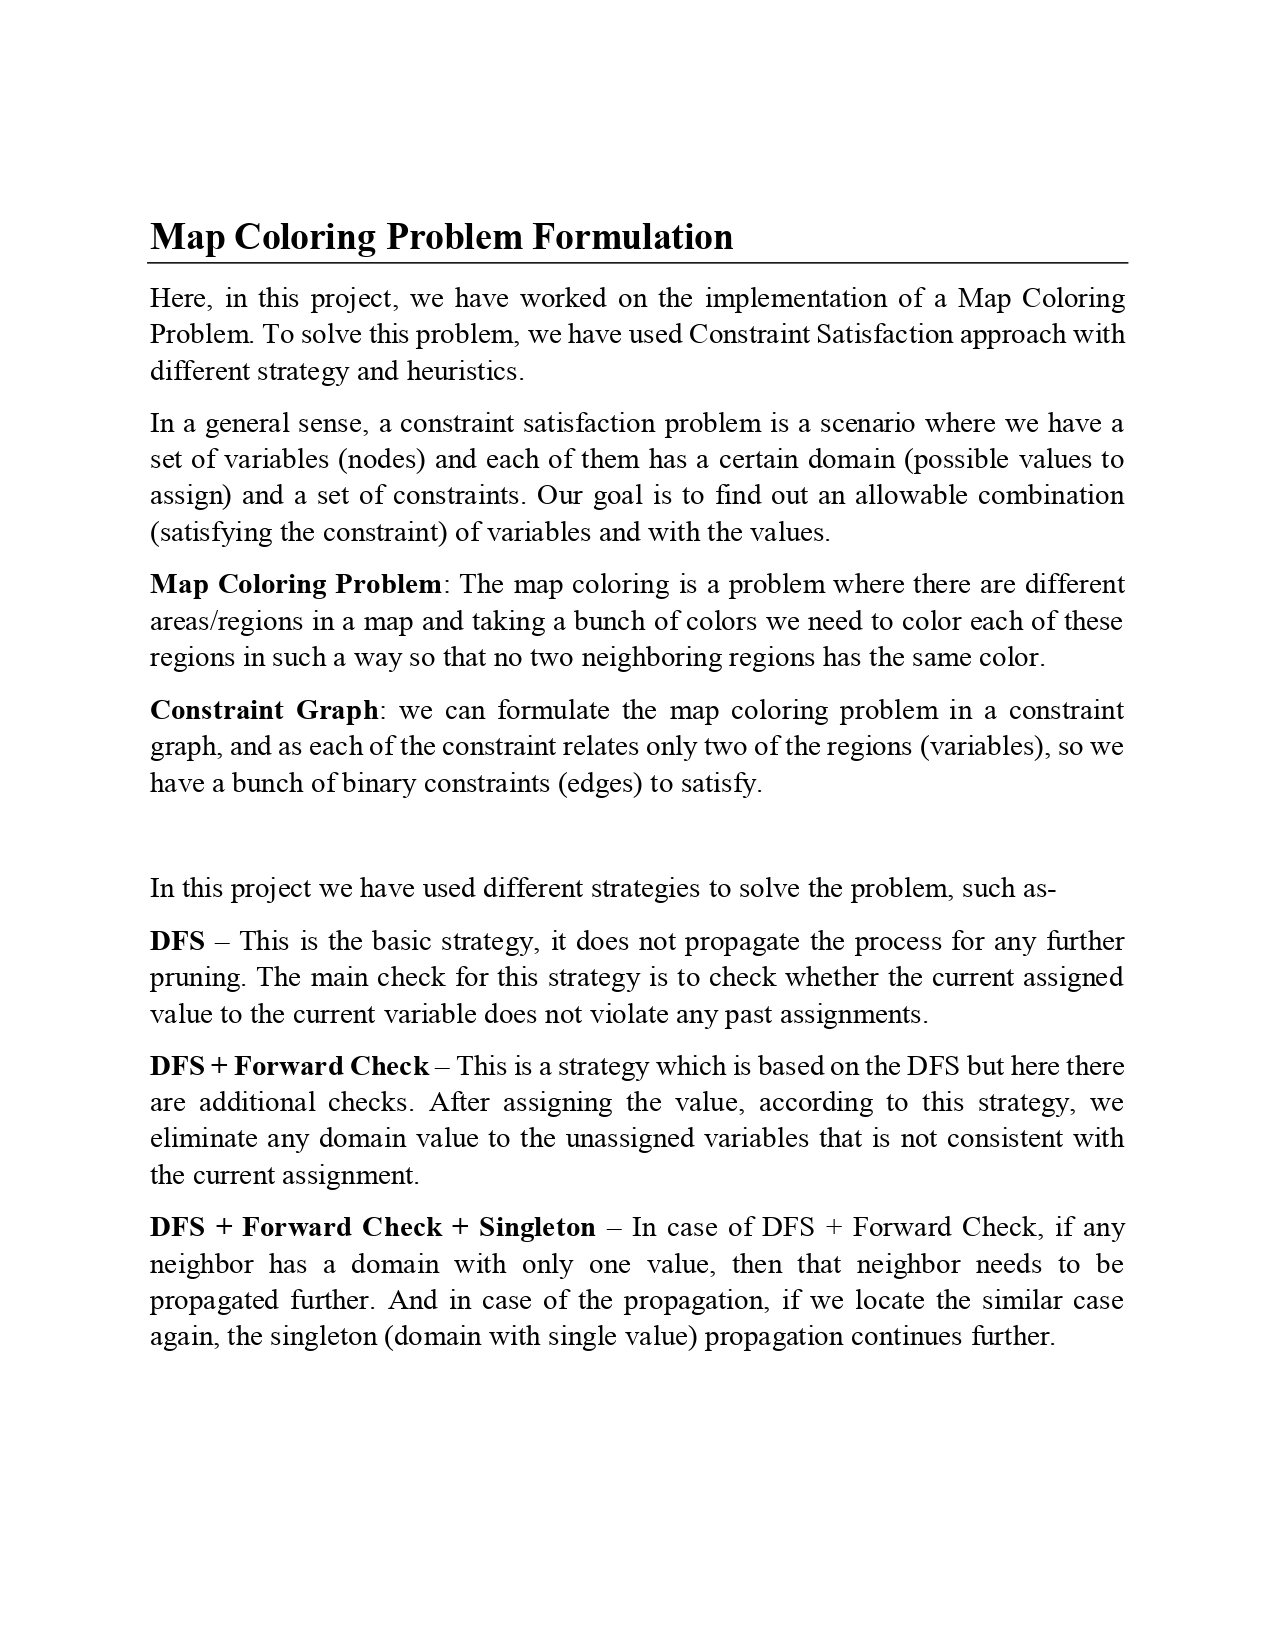 Map Coloring Problem Formulation
Here, in this project, we have worked on the implementation of a Map Coloring
Problem. To solve this problem, we have used Constraint Satisfaction approach with
different strategy and heuristics.
In a general sense, a constraint satisfaction problem is a scenario where we have a
set of variables (nodes) and each of them has a certain domain (possible values to
assign) and a set of constraints. Our goal is to find out an allowable combination
(satisfying the constraint) of variables and with the values.
Map Coloring Problem: The map coloring is a problem where there are different
areas/regions in a map and taking a bunch of colors we need to color each of these
regions in such a way so that no two neighboring regions has the same color.
Constraint Graph: we can formulate the map coloring problem in a constraint
graph, and as each of the constraint relates only two of the regions (variables), so we
have a bunch of binary constraints (edges) to satisfy.
In this project we have used different strategies to solve the problem, such as-
DFS – This is the basic strategy, it does not propagate the process for any further
pruning. The main check for this strategy is to check whether the current assigned
value to the current variable does not violate any past assignments.
DFS + Forward Check – This is a strategy which is based on the DFS but here there
are additional checks. After assigning the value, according to this strategy, we
eliminate any domain value to the unassigned variables that is not consistent with
the current assignment.
DFS + Forward Check + Singleton – In case of DFS + Forward Check, if any
neighbor has a domain with only one value, then that neighbor needs to be
propagated further. And in case of the propagation, if we locate the similar case
again, the singleton (domain with single value) propagation continues further.